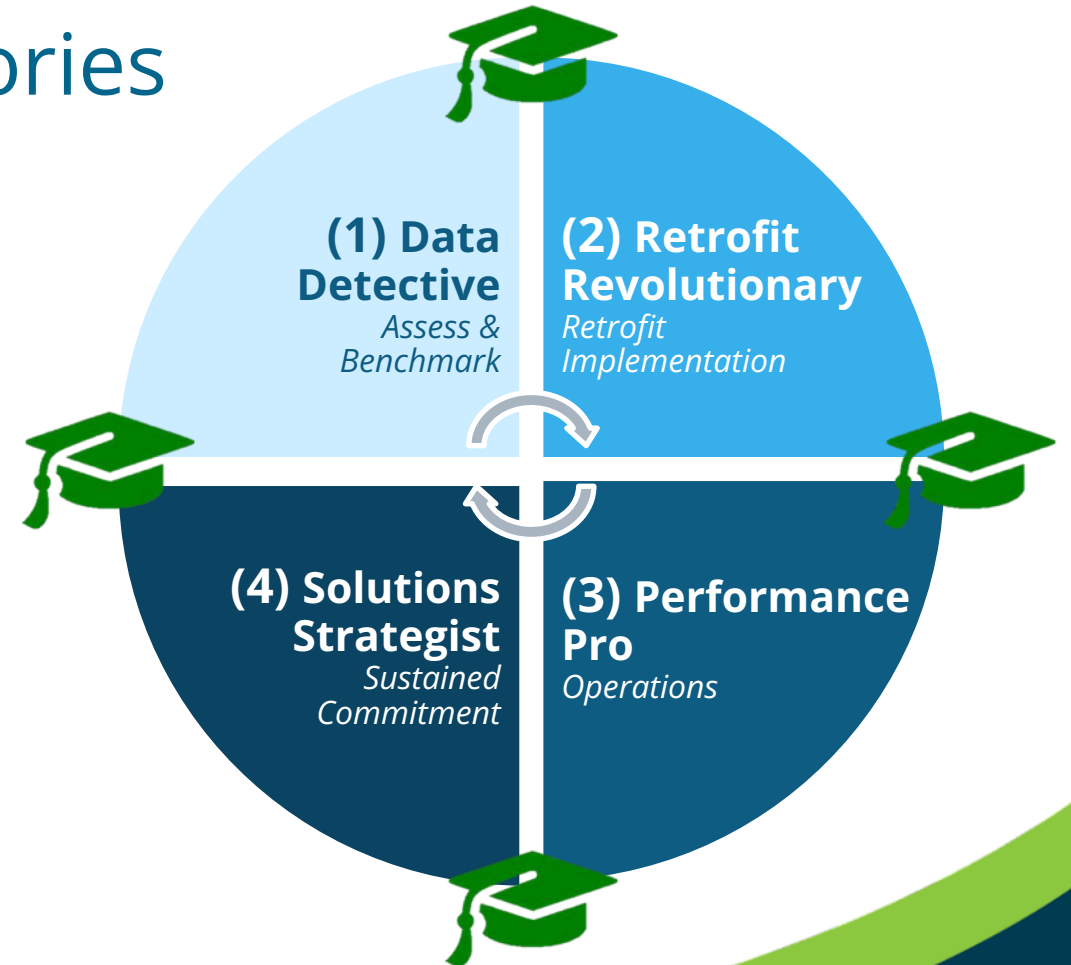 (1) Data
Detective
Assess &
Benchmark
(2) Retrofit
Revolutionary
Retrofit
Implementation
(3) Performance
Pro
Operations
(4) Solutions
Strategist
Sustained
Commitment